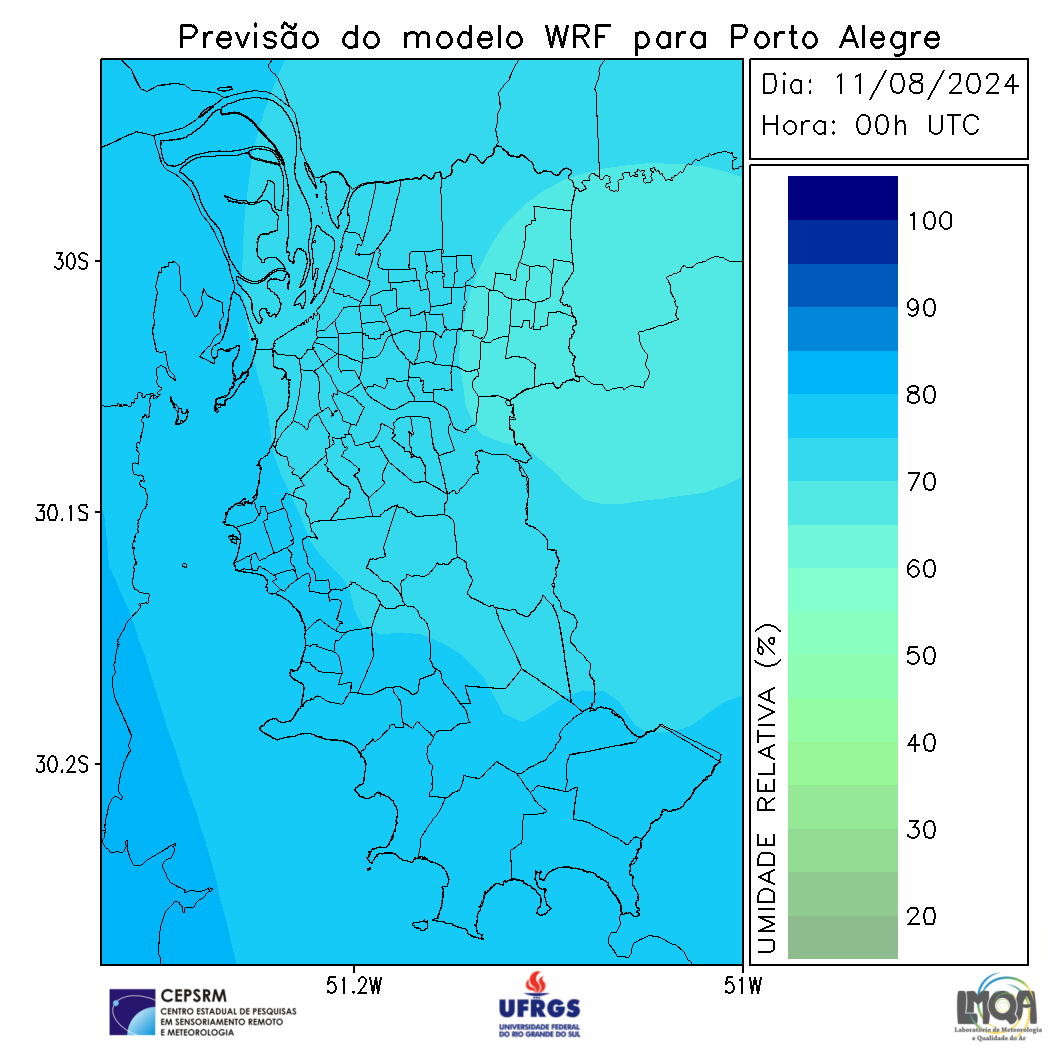 Previsão do modelo WRF para Porto Alegre
Dia: 11/08/2024
Hora: 00h UTC
100
90
80
70
60
50
40
30
20
UMIDADE RELATIVA (%)
30S
30.1S
30.2S
51.2W
51W
CEPSRM
CENTRO ESTADUAL DE PESQUISAS
EM SENSORIAMENTO REMOTO
E METEOROLOGIA
UFRGS
UNIVERSIDADE FEDERAL
DO RIO GRANDE DO SUL
LMQA
Laboratório de Meteorologia
e Qualidade do Ar